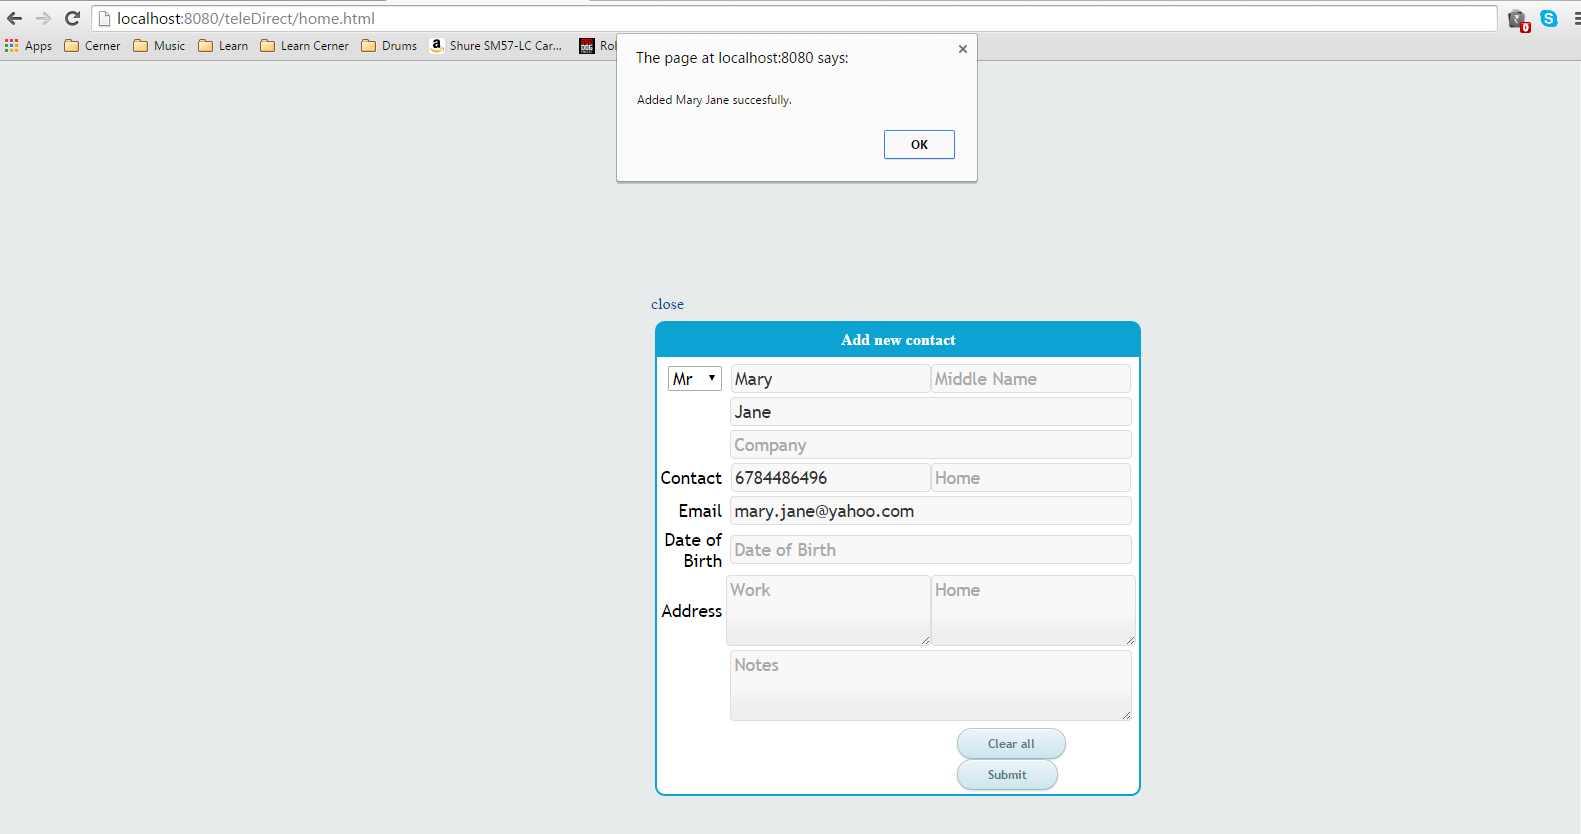 localhost:8080/teleDirect/home.html
0
Apps Cerner Music Learn Learn Cerner Drums Shure SM57-LC Car... Rol
The page at localhost:8080 says:
Added Mary Jane succesfully.
OK
close
Add new contact
Mr Mary Middle Name
Jane
Company
Contact 6784486496 Home
Email mary.jane@yahoo.com
Date of
Birth
Date of Birth
Address Work Home
Notes
Clear all
Submit